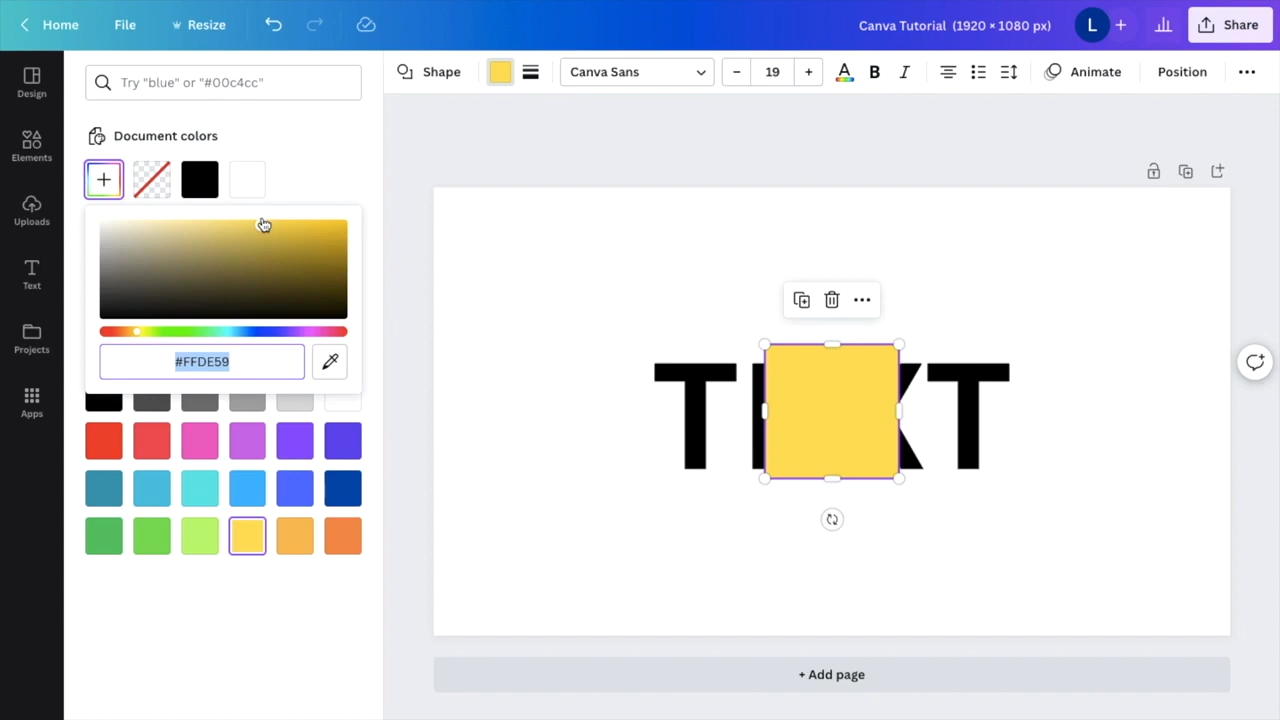 Home File Resize Canva Tutorial (1920 × 1080 px) L + Share
Design
Elements
Uploads
Text
Projects
Apps
Try "blue" or "#00c4cc"
Document colors
#FFDE59
Shape Canva Sans – 19 + A B I Animate Position
T XT
+ Add page